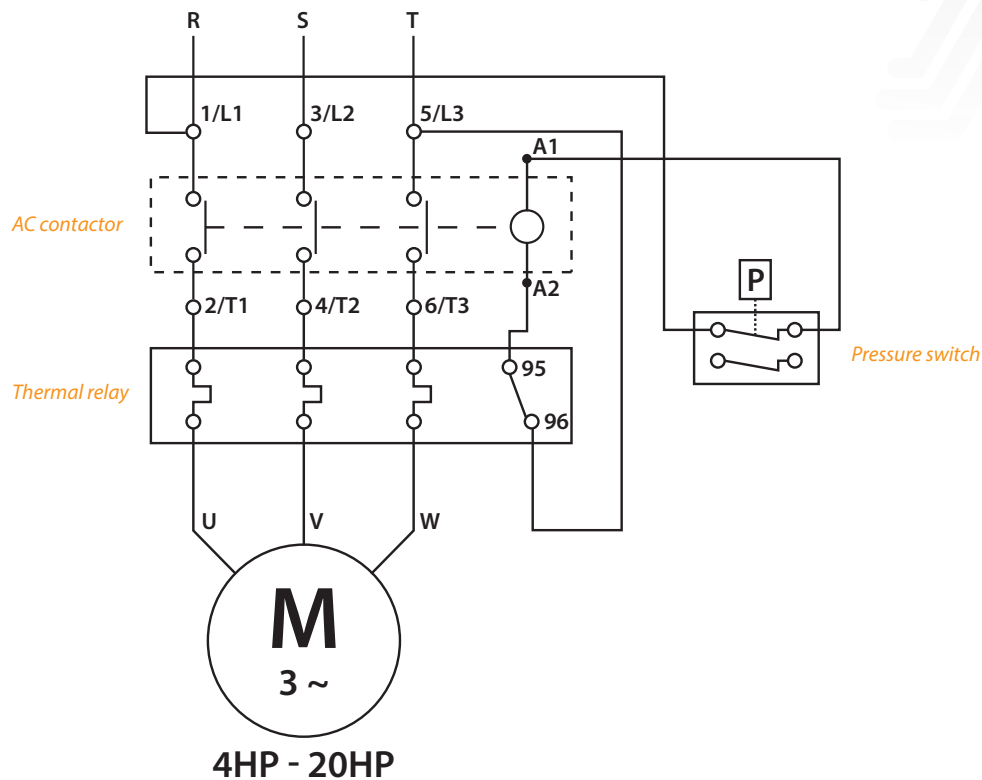 R S T
1/L1 3/L2 5/L3
A1
AC contactor
A2
P
2/T1 4/T2 6/T3
Pressure switch
95
Thermal relay
96
U V W
M
3 ~
4HP - 20HP